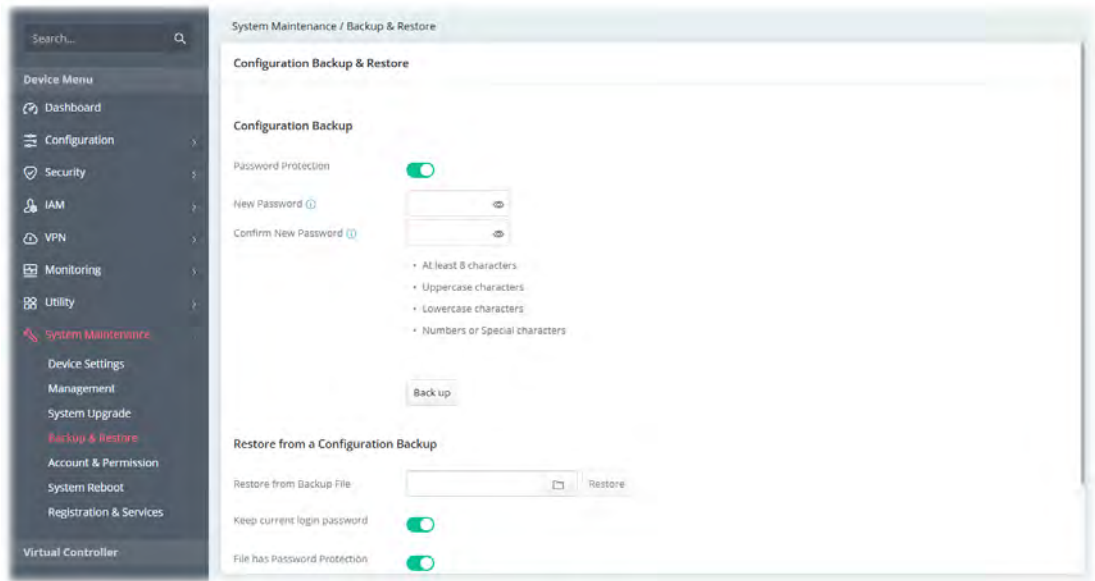 Search...
Device Menu
Dashboard
Configuration
Security
IAM
VPN
Monitoring
Utility
System Maintenance
Device Settings
Management
System Upgrade
Backup & Restore
Account & Permission
System Reboot
Registration & Services
Virtual Controller
System Maintenance / Backup & Restore
Configuration Backup & Restore
Configuration Backup
Password Protection
New Password
Confirm New Password
• At least 8 characters
• Uppercase characters
• Lowercase characters
• Numbers or Special characters
Back up
Restore from a Configuration Backup
Restore from Backup File
Restore
Keep current login password
File has Password Protection